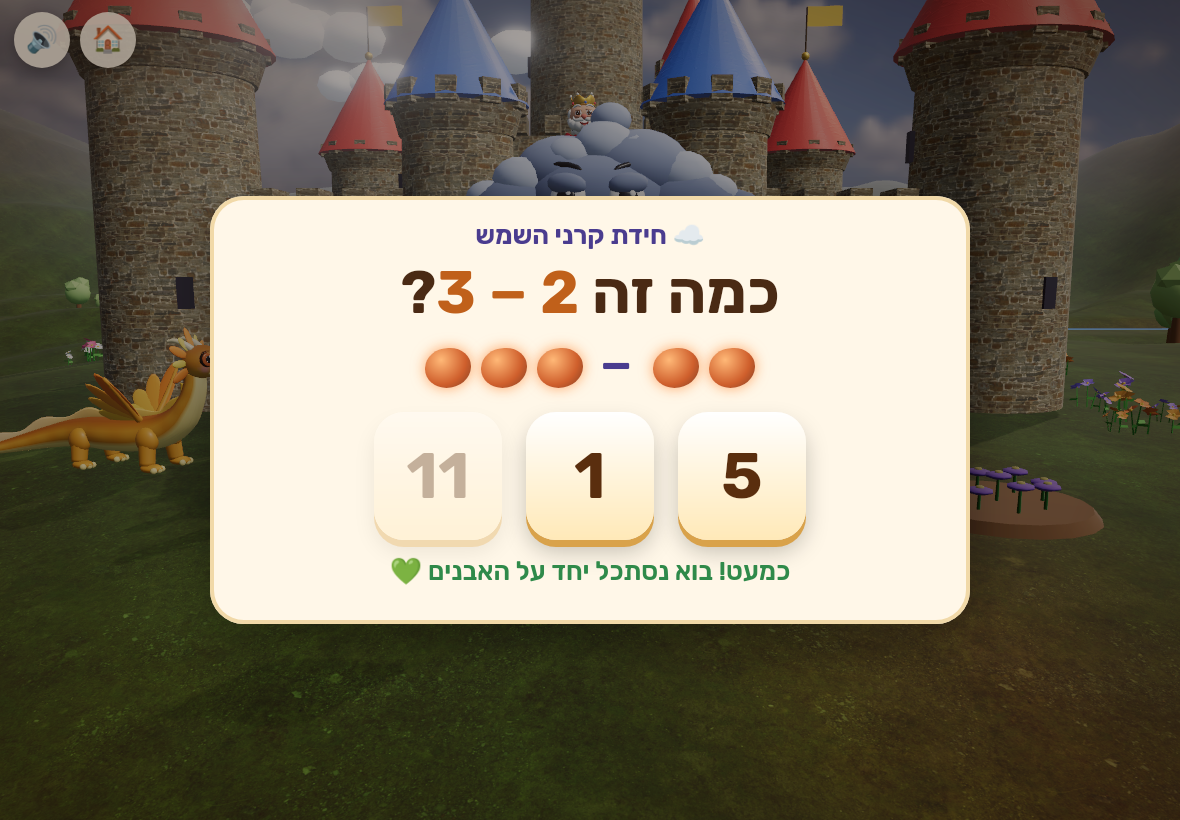 ☁️ חידת קרני השמש
כמה זה 3 – 2?
–
11 1 5
כמעט! בוא נסתכל יחד על האבנים 💚